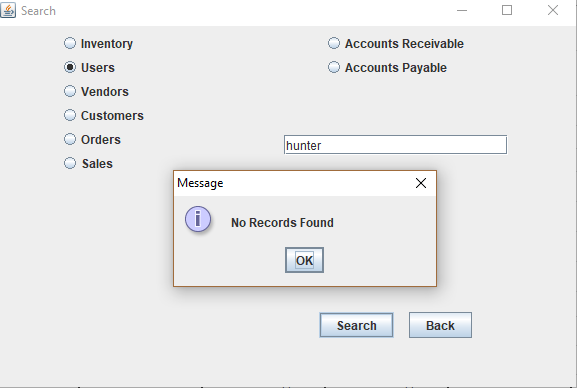 Search
Inventory
Accounts Receivable
Users
Accounts Payable
Vendors
Customers
Orders
hunter
Sales
Message
i
No Records Found
OK
Search
Back